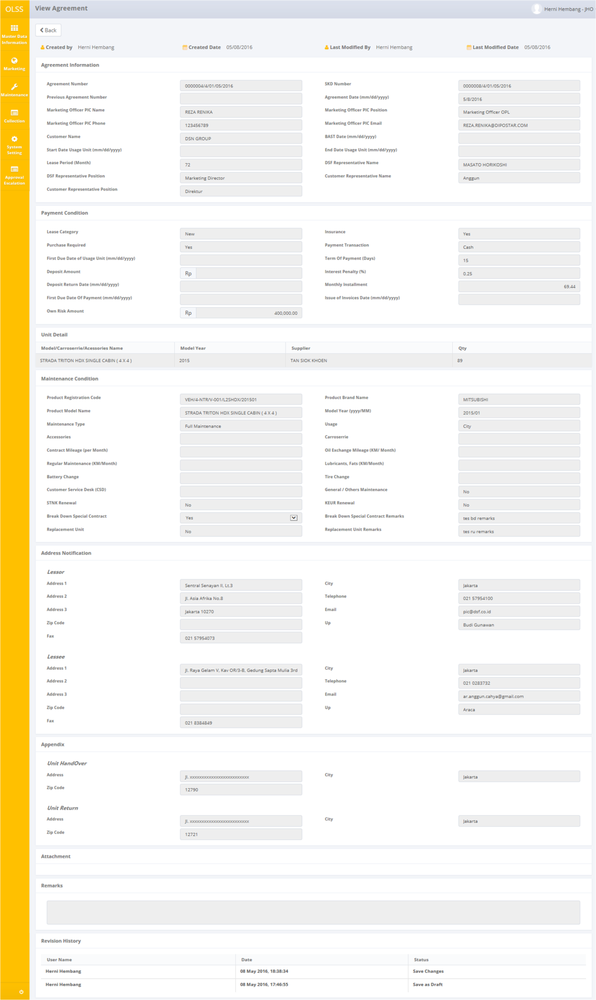 OLSS
View Agreement
Herni Hembang - JHO
Master Data
Information
Marketing
Maintenance
Collection
System
Setting
Approval
Escalation
Back
Created by Herni Hembang Created Date 05/08/2016 Last Modified By Herni Hembang Last Modified Date 05/08/2016
Agreement Information
Agreement Number 0000004/4/01/05/2016 SKD Number 0000008/4/01/05/2016
Previous Agreement Number Agreement Date (mm/dd/yyyy) 5/8/2016
Marketing Officer PIC Name REZA RENIKA Marketing Officer PIC Position Marketing Officer OPL
Marketing Officer PIC Phone 123456789 Marketing Officer PIC Email REZA.RENIKA@DIPOSTAR.COM
Customer Name DSN GROUP BAST Date (mm/dd/yyyy)
Start Date Usage Unit (mm/dd/yyyy) End Date Usage Unit (mm/dd/yyyy)
Lease Period (Month) 72 DSF Representative Name MASATO HORIKOSHI
DSF Representative Position Marketing Director Customer Representative Name Anggun
Customer Representative Position Direktur
Payment Condition
Lease Category New Insurance Yes
Purchase Required Yes Payment Transaction Cash
First Due Date of Usage Unit (mm/dd/yyyy) Term Of Payment (Days) 15
Deposit Amount Rp Interest Penalty (%) 0.25
Deposit Return Date (mm/dd/yyyy) Monthly Installment 69.44
First Due Date Of Payment (mm/dd/yyyy) Issue of Invoices Date (mm/dd/yyyy)
Own Risk Amount Rp 400,000.00
Unit Detail
Model/Carroserrie/Acessories Name Model Year Supplier Qty
STRADA TRITON HDX SINGLE CABIN ( 4 X 4 ) 2015 TAN SIOK KHOEN 89
Maintenance Condition
Product Registration Code VEH/4-NTR/V-001/L2SHDX/201501 Product Brand Name MITSUBISHI
Product Model Name STRADA TRITON HDX SINGLE CABIN ( 4 X 4 ) Model Year (yyyy/MM) 2015/01
Maintenance Type Full Maintenance Usage City
Accessories Carroserrie
Contract Mileage (per Month) Oil Exchange Mileage (KM/ Month)
Regular Maintenance (KM/Month) Lubricants, Fats (KM/Month)
Battery Change Tire Change
Customer Service Desk (CSD) General / Others Maintenance No
STNK Renewal No KEUR Renewal No
Break Down Special Contract Yes Break Down Special Contract Remarks tes bd remarks
Replacement Unit No Replacement Unit Remarks tes ru remarks
Address Notification
Lessor
Address 1 Sentral Senayan II, Lt.3 City Jakarta
Address 2 Jl. Asia Afrika No.8 Telephone 021 57954100
Address 3 Jakarta 10270 Email pic@dsf.co.id
Zip Code Up Budi Gunawan
Fax 021 57954073
Lessee
Address 1 Jl. Raya Gelam V, Kav OR/3-B, Gedung Sapta Mulia 3rd City Jakarta
Address 2 Telephone 021 0283732
Address 3 Email ar.anggun.cahya@gmail.com
Zip Code Up Araca
Fax 021 8384849
Appendix
Unit HandOver
Address Jl. xxxxxxxxxxxxxxxxxxxxxxxxx City Jakarta
Zip Code 12790
Unit Return
Address Jl. xxxxxxxxxxxxxxxxxxxxxxxxx City Jakarta
Zip Code 12721
Attachment
Remarks
Revision History
User Name Date Status
Herni Hembang 08 May 2016, 18:38:34 Save Changes
Herni Hembang 08 May 2016, 17:46:55 Save as Draft